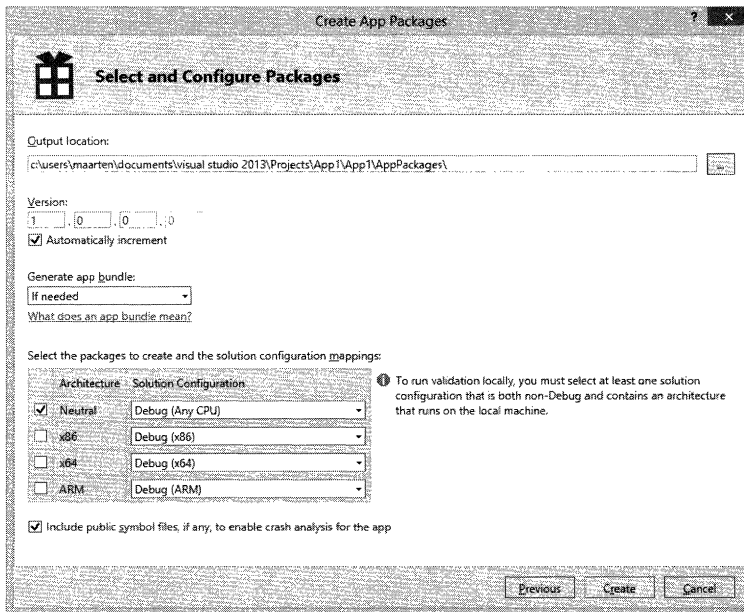 Create App Packages
? x
Select and Configure Packages
Output location:
c:\users\maarten\documents\visual studio 2013\Projects\App1\App1\AppPackages\
...
Version:
1 . 0 . 0 . 0
Automatically increment
Generate app bundle:
If needed
What does an app bundle mean?
Select the packages to create and the solution configuration mappings:
Architecture Solution Configuration
Neutral Debug (Any CPU)
x86 Debug (x86)
x64 Debug (x64)
ARM Debug (ARM)
To run validation locally, you must select at least one solution
configuration that is both non-Debug and contains an architecture
that runs on the local machine.
Include public symbol files, if any, to enable crash analysis for the app
Previous Create Cancel